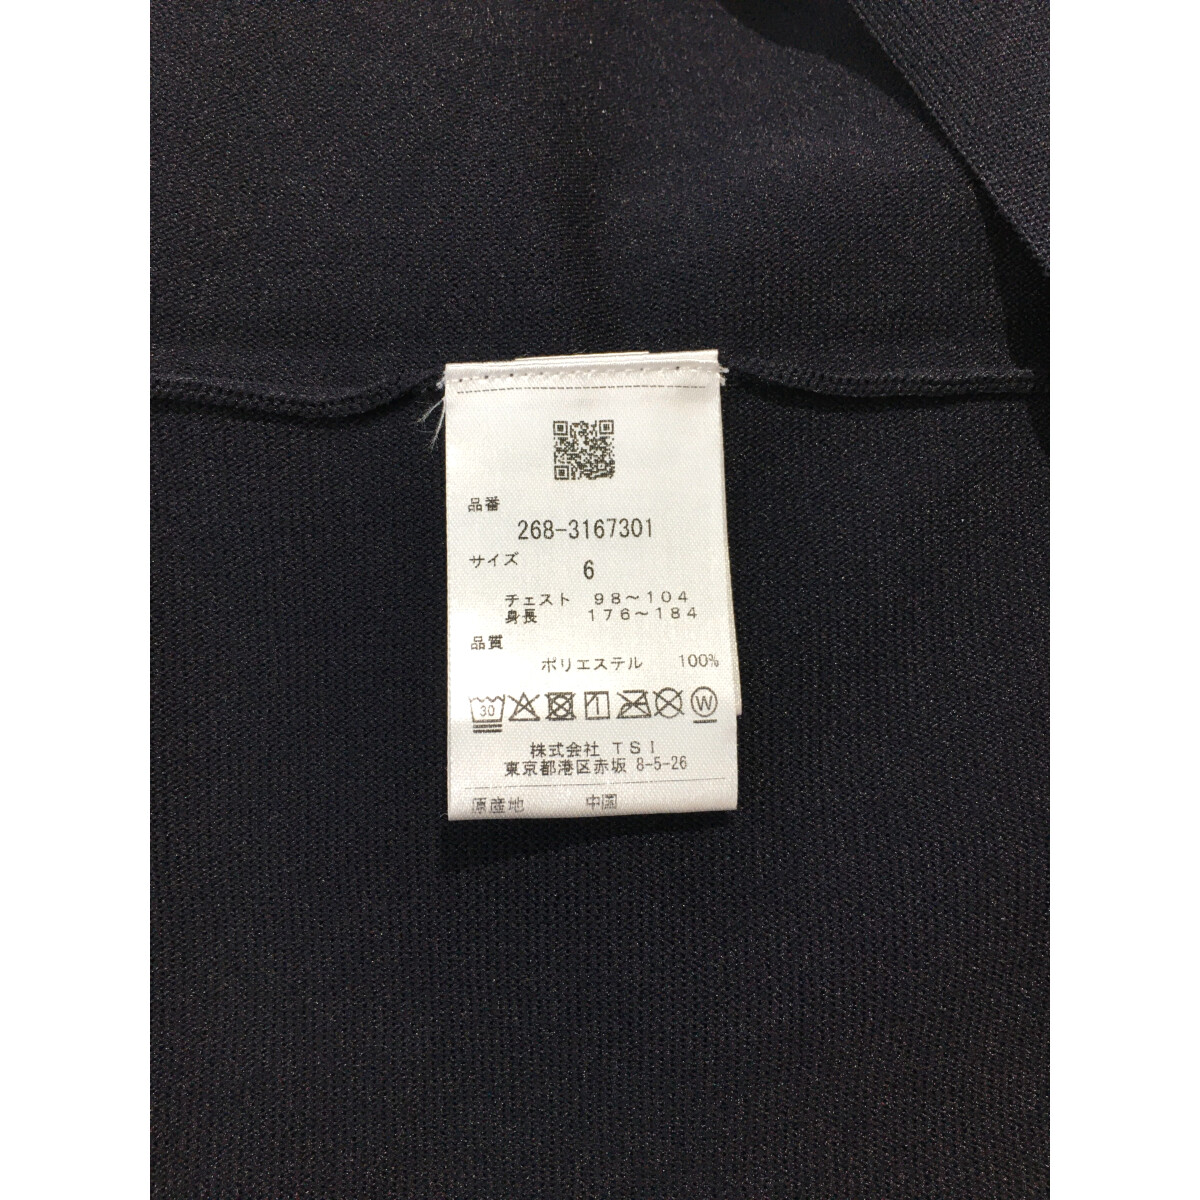 品番
268-3167301
サイズ
6
チェスト 98〜104
身長 176〜184
品質
ポリエステル 100%
30 W
株式会社 TSI
東京都港区赤坂 8-5-26
原産地 中国